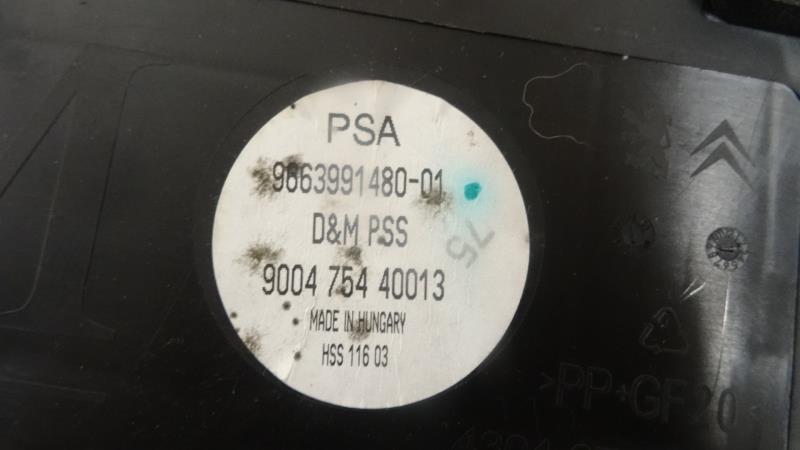 PSA
9663991480-01
D&M PSS
75
9004 754 40013
MADE IN HUNGARY
HSS 116 03
>PP+GF20